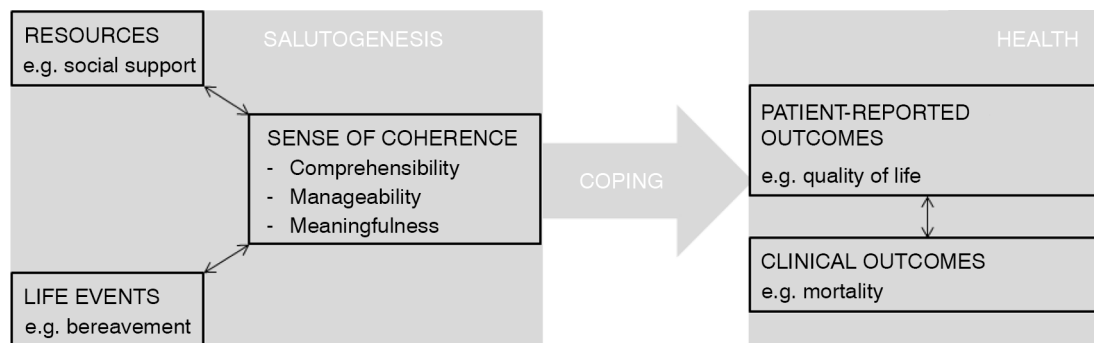 RESOURCES
e.g. social support
SALUTOGENESIS
SENSE OF COHERENCE
- Comprehensibility
- Manageability
- Meaningfulness
LIFE EVENTS
e.g. bereavement
COPING
HEALTH
PATIENT-REPORTED
OUTCOMES
e.g. quality of life
CLINICAL OUTCOMES
e.g. mortality